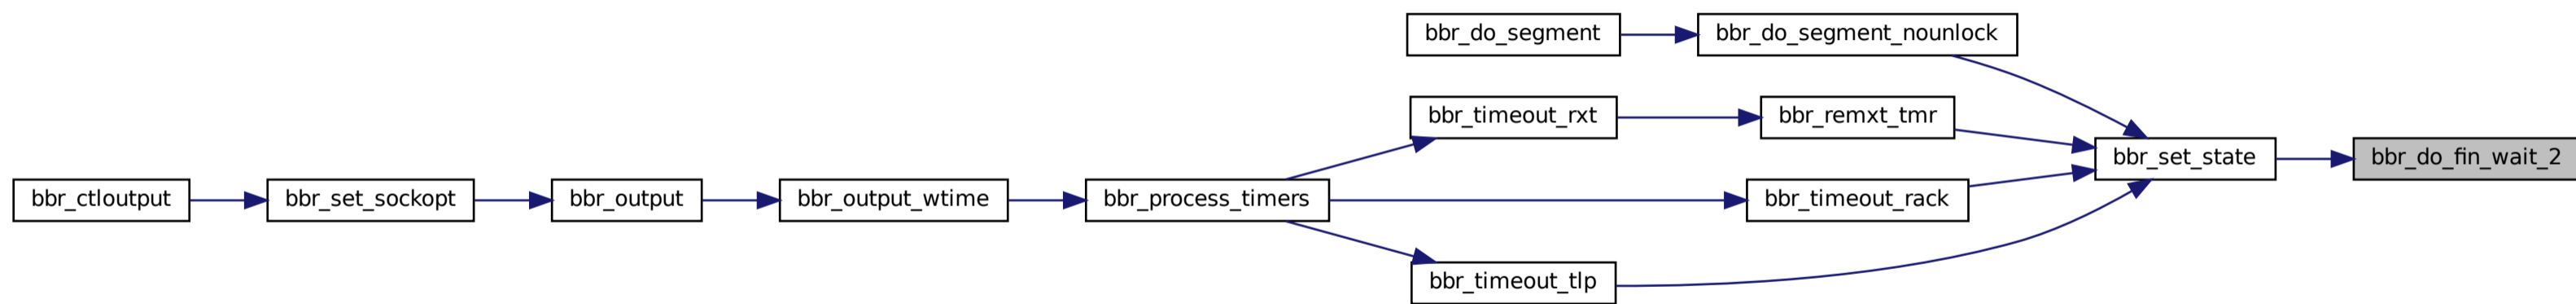 bbr_do_segment
bbr_do_segment_nounlock
bbr_timeout_rxt
bbr_remxt_tmr
bbr_set_state
bbr_do_fin_wait_2
bbr_ctloutput
bbr_set_sockopt
bbr_output
bbr_output_wtime
bbr_process_timers
bbr_timeout_rack
bbr_timeout_tlp